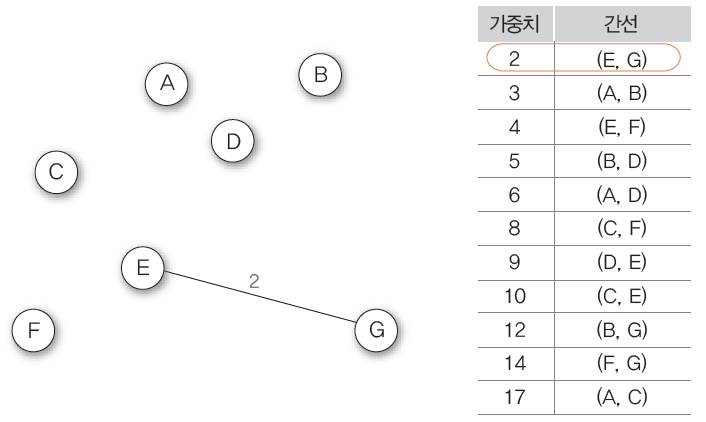 A
B
D
C
E
2
F
G
가중치 간선
2 (E, G)
3 (A, B)
4 (E, F)
5 (B, D)
6 (A, D)
8 (C, F)
9 (D, E)
10 (C, E)
12 (B, G)
14 (F, G)
17 (A, C)